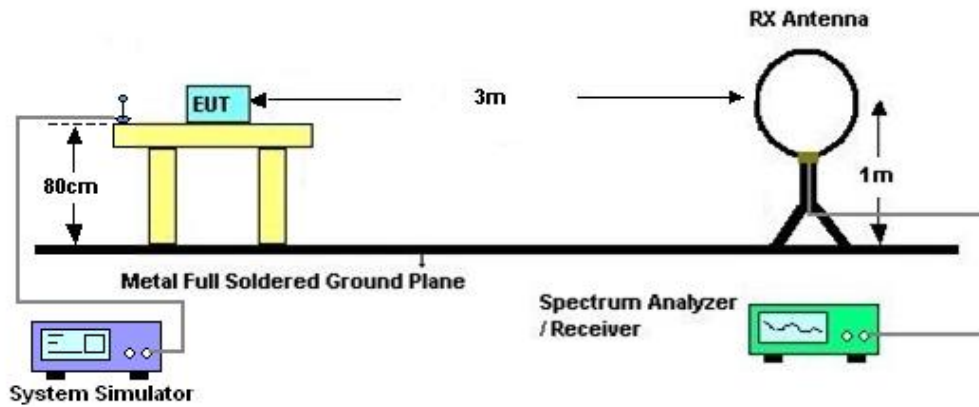 RX Antenna
EUT
3m
80cm
1m
Metal Full Soldered Ground Plane
Spectrum Analyzer
/ Receiver
System Simulator